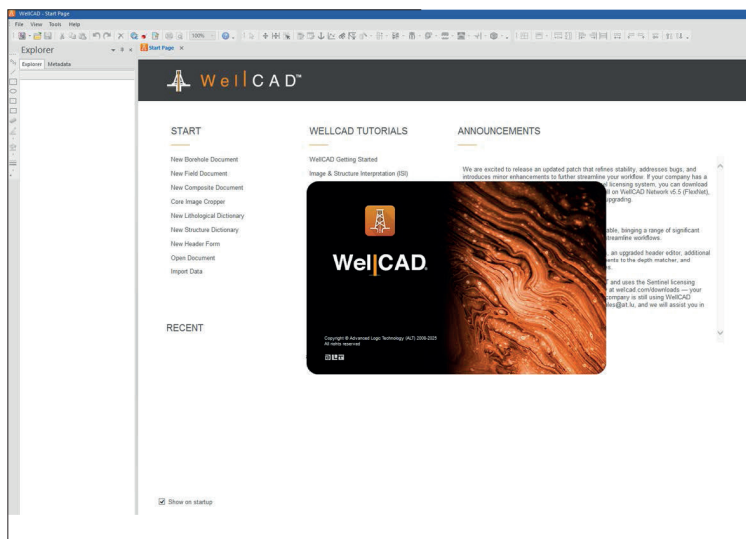 WellCAD - Start Page
File View Tools Help
100%
Explorer
Start Page ×
Explorer Metadata
WellCAD™
START
WELLCAD TUTORIALS
ANNOUNCEMENTS
New Borehole Document
New Field Document
New Composite Document
Core Image Cropper
New Lithological Dictionary
New Structure Dictionary
New Header Form
Open Document
Import Data
WellCAD Getting Started
Image & Structure Interpretation (ISI)
We are excited to release an updated patch that refines stability, addresses bugs, and
introduces minor enhancements to further streamline your workflow. If your company has a
el licensing system, you can download
ll on WellCAD Network v5.5 (FlexNet),
upgrading.
able, bringing a range of significant
streamline workflows.
, an upgraded header editor, additional
ents to the depth matcher, and
es.
T and uses the Sentinel licensing
at wellcad.com/downloads — your
company is still using WellCAD
les@alt.lu, and we will assist you in
WellCAD.
Copyright © Advanced Logic Technology (ALT) 2008-2025
All rights reserved
ALT
RECENT
Show on startup